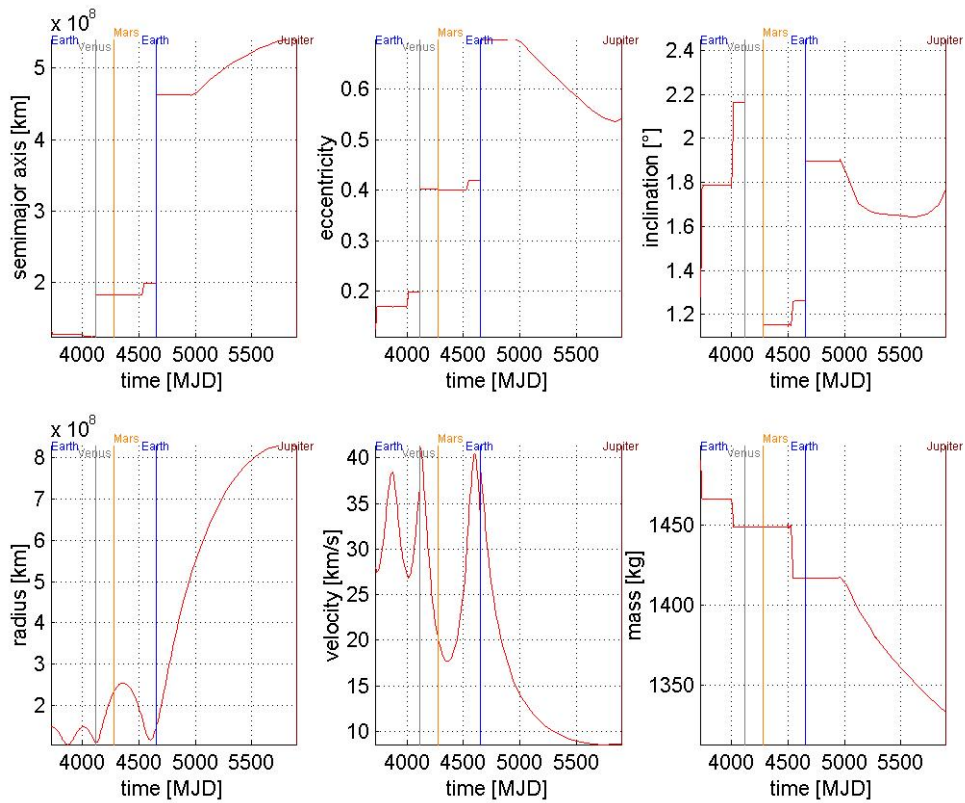 x 10⁸
Earth Venus Mars Earth Jupiter
5
4
3
2
semimajor axis [km]
4000 4500 5000 5500
time [MJD]
Earth Venus Mars Earth Jupiter
0.6
0.5
0.4
0.3
0.2
eccentricity
4000 4500 5000 5500
time [MJD]
Earth Venus Mars Earth Jupiter
2.4
2.2
2
1.8
1.6
1.4
1.2
inclination [°]
4000 4500 5000 5500
time [MJD]
x 10⁸
Earth Venus Mars Earth Jupiter
8
7
6
5
4
3
2
radius [km]
4000 4500 5000 5500
time [MJD]
Earth Venus Mars Earth Jupiter
40
35
30
25
20
15
10
velocity [km/s]
4000 4500 5000 5500
time [MJD]
Earth Venus Mars Earth Jupiter
1450
1400
1350
mass [kg]
4000 4500 5000 5500
time [MJD]